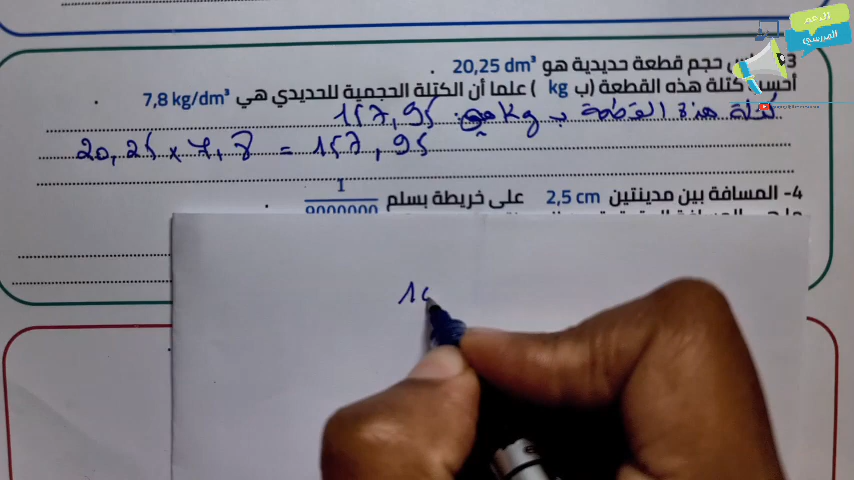 الدعم
المدرسي
3 حجم قطعة حديدية هو 20,25 dm³
أحسب كتلة هذه القطعة (ب kg ) علما أن الكتلة الحجمية للحديدي هي 7,8 kg/dm³
كتلة هذه القطعة ب Kg هي: 157,95
20,25 x 7,8 = 157,95
4- المسافة بين مدينتين 2,5 cm على خريطة بسلم 1/9000000